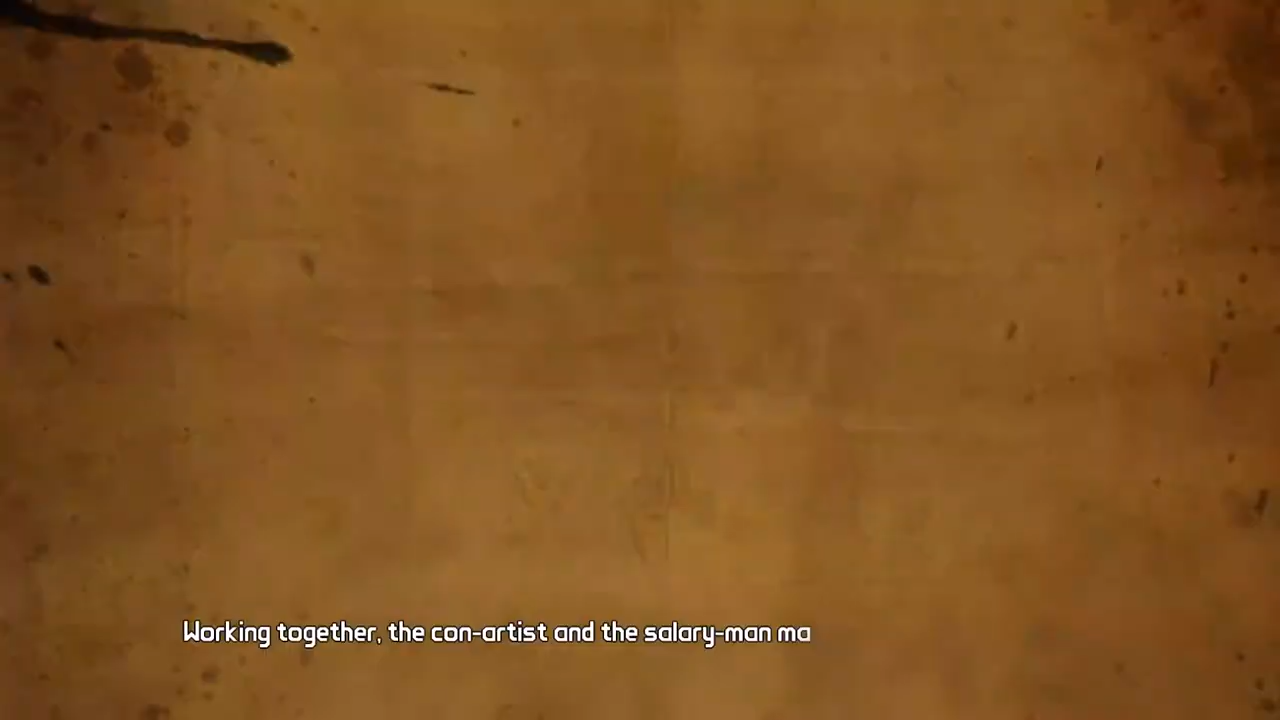 Working together, the con-artist and the salary-man ma